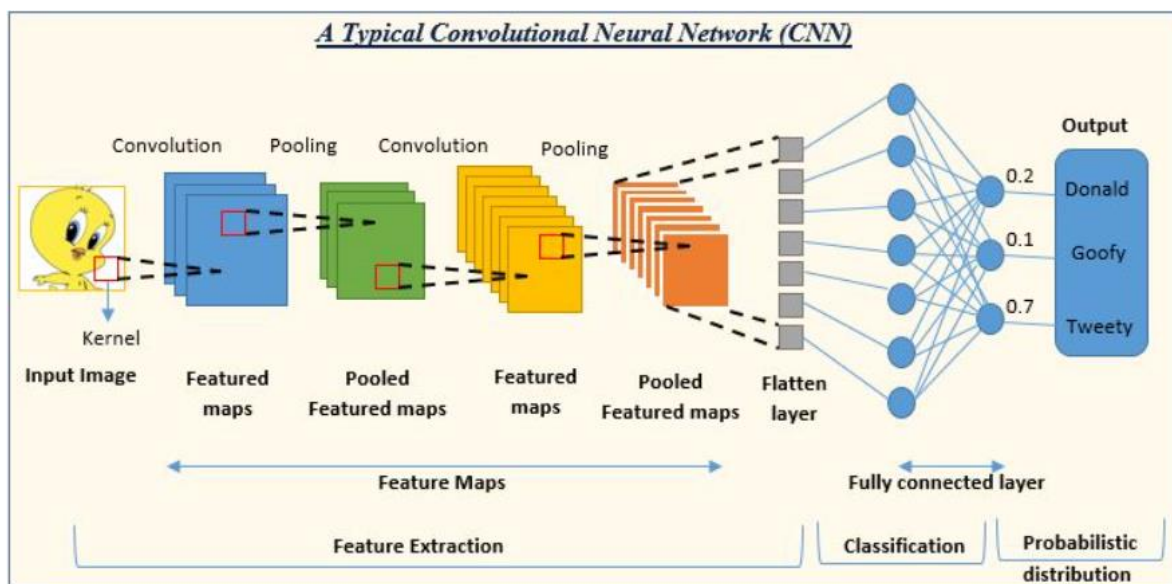 A Typical Convolutional Neural Network (CNN)
Convolution
Pooling
Convolution
Pooling
Output
0.2
Donald
0.1
Goofy
0.7
Tweety
Kernel
Input Image
Featured
maps
Pooled
Featured maps
Featured
maps
Pooled
Featured maps
Flatten
layer
Feature Maps
Fully connected layer
Feature Extraction
Classification
Probabilistic
distribution